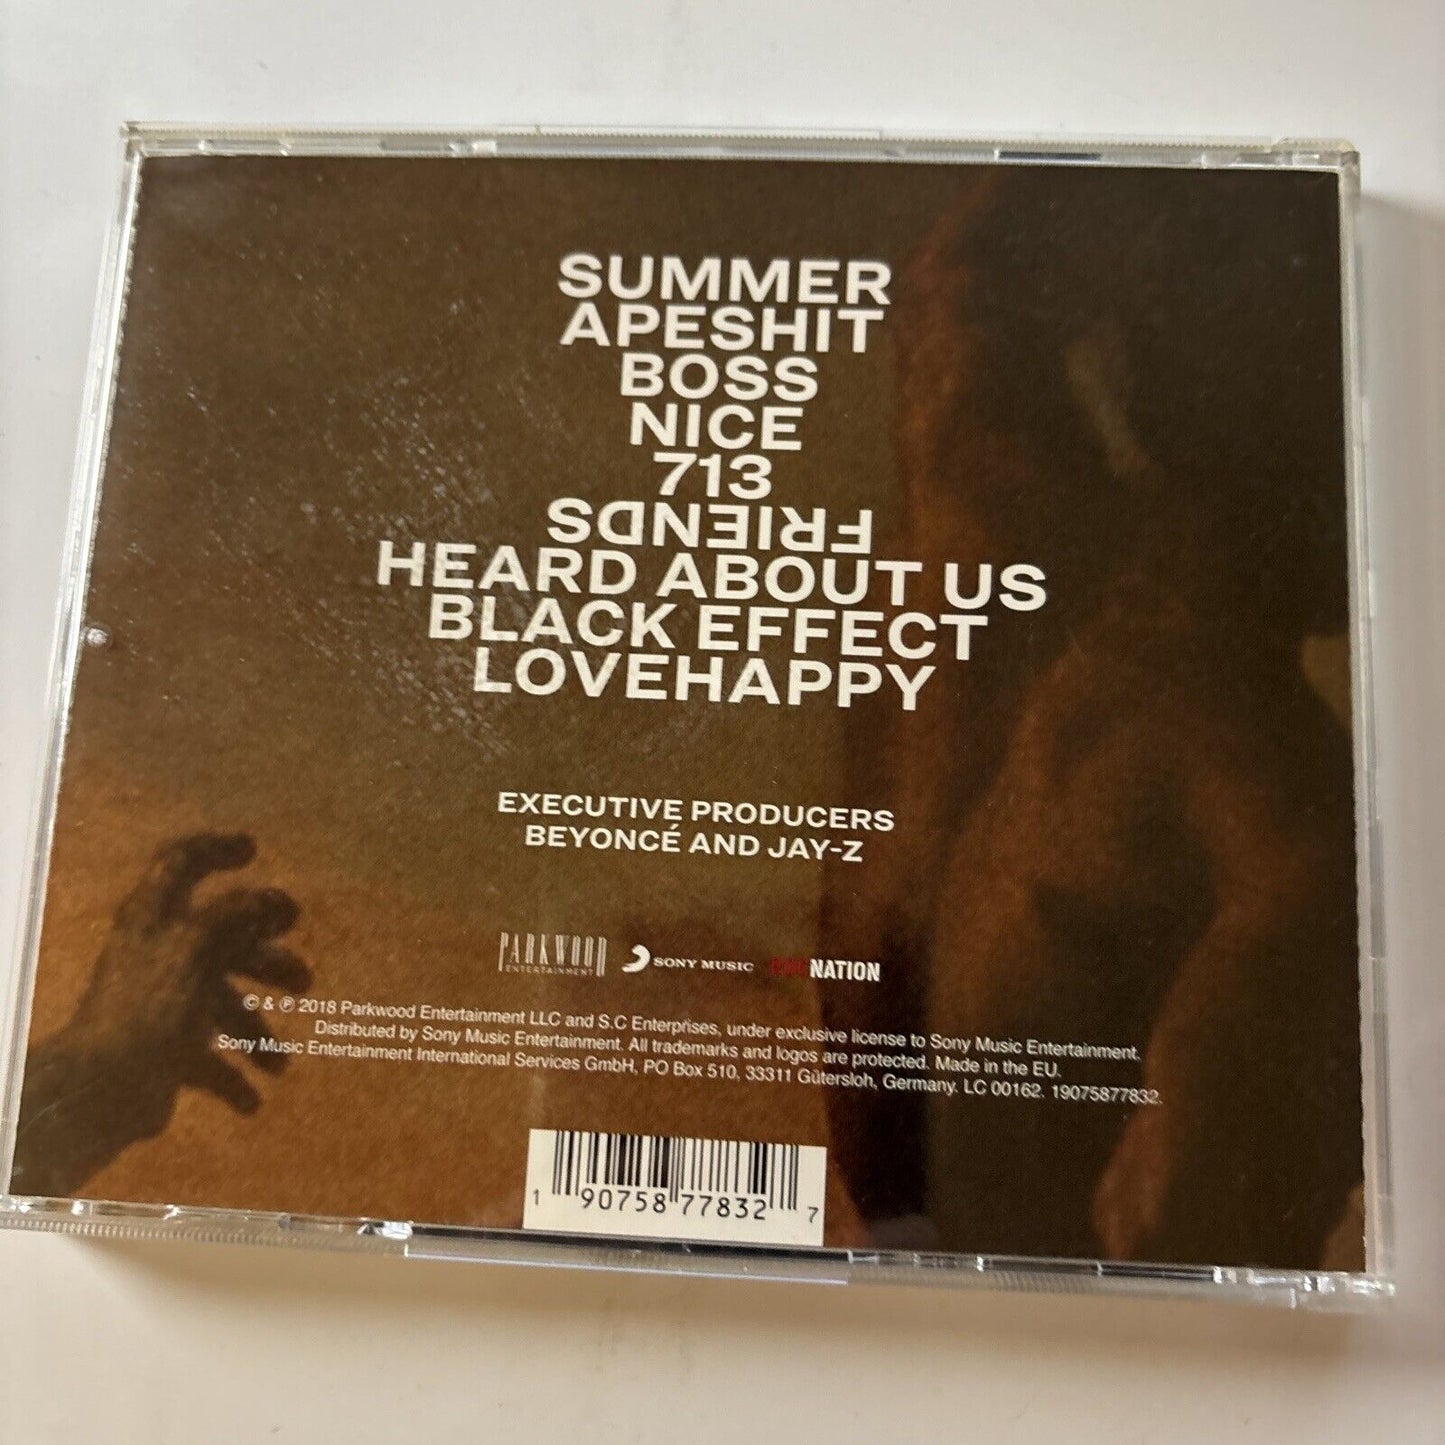 SUMMER
APESHIT
BOSS
NICE
713
FRIENDS
HEARD ABOUT US
BLACK EFFECT
LOVEHAPPY
EXECUTIVE PRODUCERS
BEYONCÉ AND JAY-Z
PARKWOOD
ENTERTAINMENT
SONY MUSIC
ROC NATION
© & ℗ 2018 Parkwood Entertainment LLC and S.C Enterprises, under exclusive license to Sony Music Entertainment.
Distributed by Sony Music Entertainment. All trademarks and logos are protected. Made in the EU.
Sony Music Entertainment International Services GmbH, PO Box 510, 33311 Gütersloh, Germany. LC 00162. 19075877832.
1 90758 77832 7